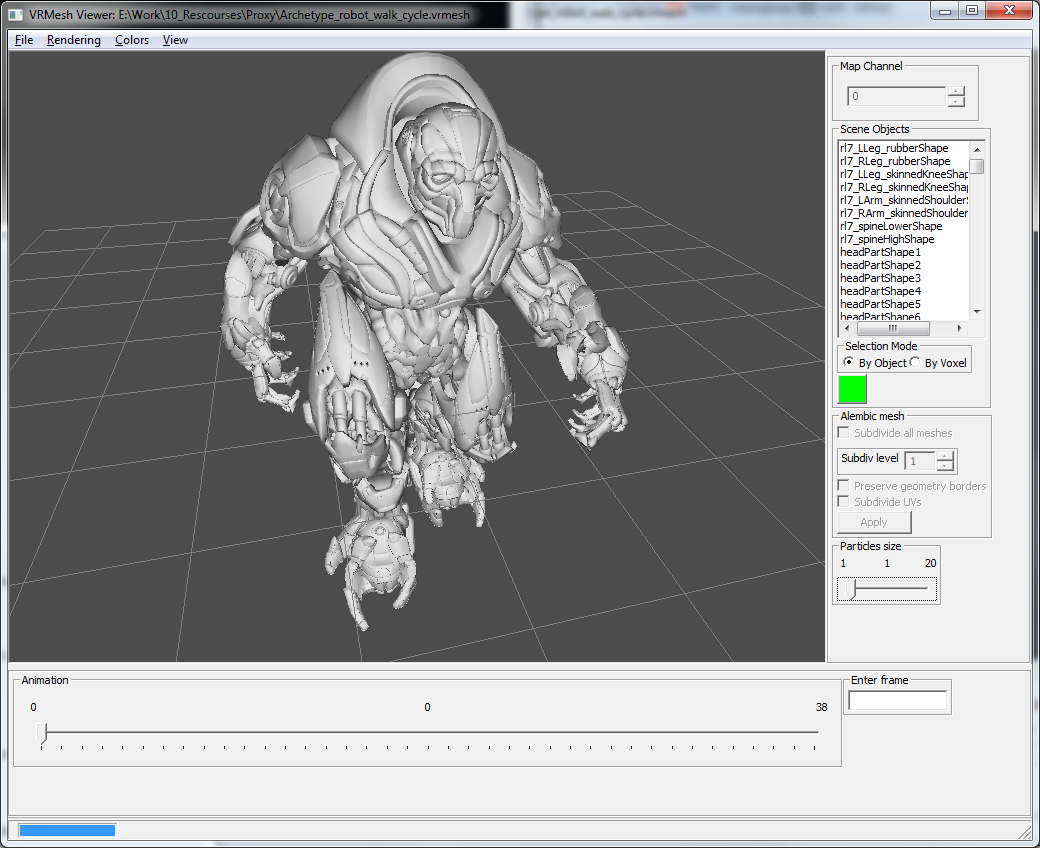 VRMesh Viewer: E:\Work\10_Rescourses\Proxy\Archetype_robot_walk_cycle.vrmesh
File Rendering Colors View
Map Channel
0
Scene Objects
rl7_LLeg_rubberShape
rl7_RLeg_rubberShape
rl7_LLeg_skinnedKneeShap
rl7_RLeg_skinnedKneeShap
rl7_LArm_skinnedShoulderS
rl7_RArm_skinnedShoulder
rl7_spineLowerShape
rl7_spineHighShape
headPartShape1
headPartShape2
headPartShape3
headPartShape4
headPartShape5
headPartShape6
Selection Mode
By Object By Voxel
Alembic mesh
Subdivide all meshes
Subdiv level 1
Preserve geometry borders
Subdivide UVs
Apply
Particles size
1 1 20
Animation
0 0 38
Enter frame